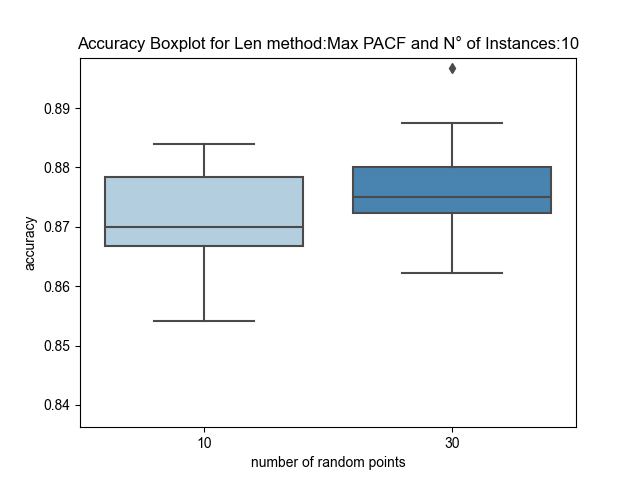 Accuracy Boxplot for Len method:Max PACF and N° of Instances:10
0.89
0.88
0.87
0.86
0.85
0.84
accuracy
10
30
number of random points